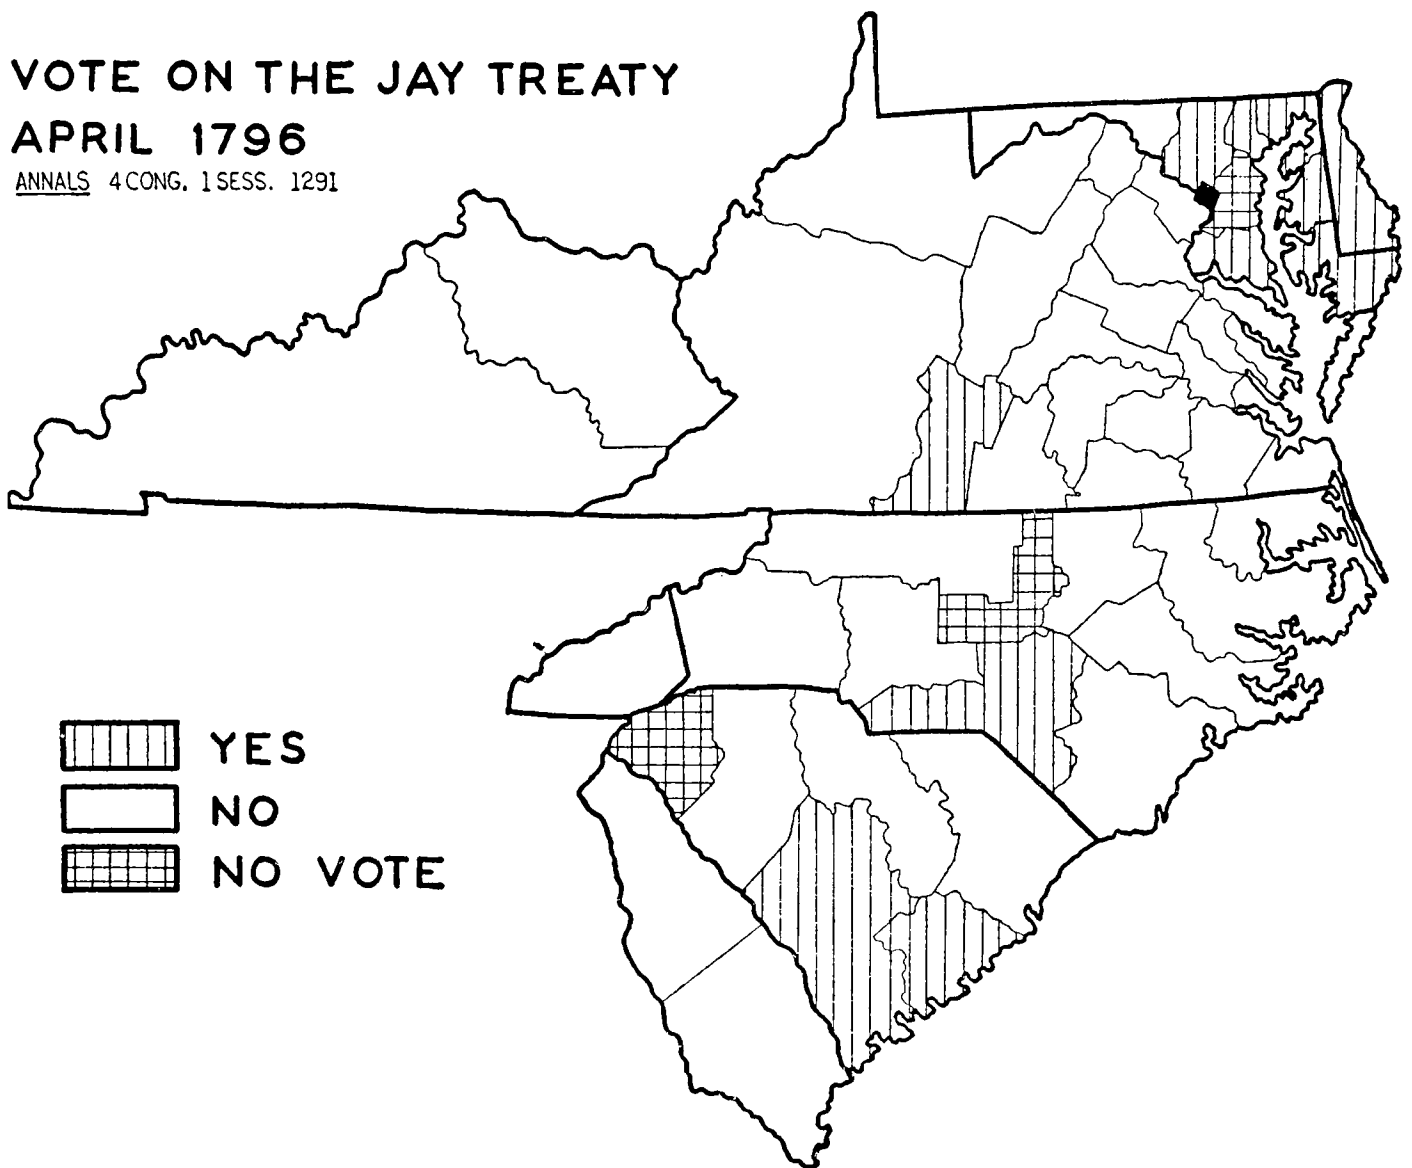 VOTE ON THE JAY TREATY
APRIL 1796
ANNALS 4 CONG. 1 SESS. 1291
YES
NO
NO VOTE